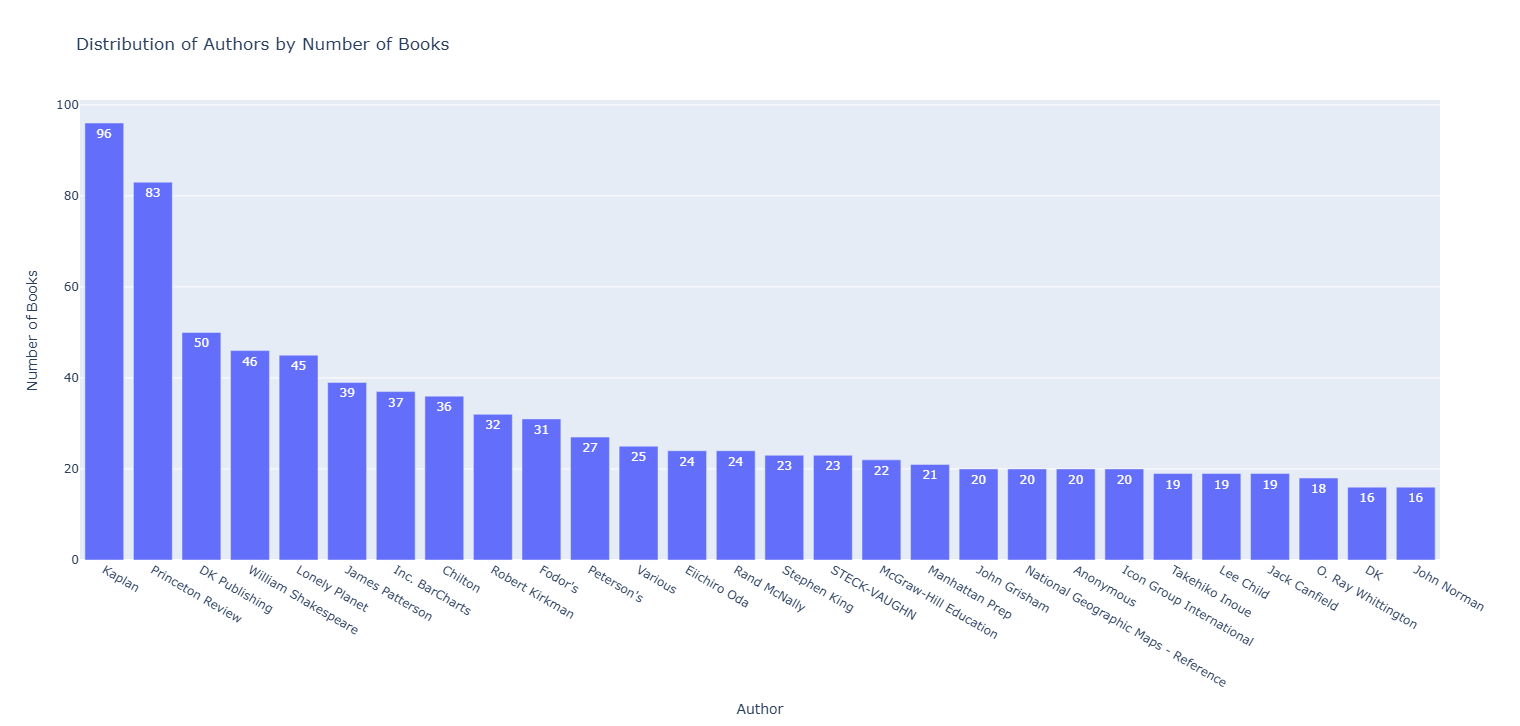 Distribution of Authors by Number of Books
Number of Books
100
80
60
40
20
0
96
83
50
46
45
39
37
36
32
31
27
25
24
24
23
23
22
21
20
20
20
20
19
19
19
18
16
16
Kaplan
Princeton Review
DK Publishing
William Shakespeare
Lonely Planet
James Patterson
Inc. BarCharts
Chilton
Robert Kirkman
Fodor's
Peterson's
Various
Eiichiro Oda
Rand McNally
Stephen King
STECK-VAUGHN
McGraw-Hill Education
Manhattan Prep
John Grisham
National Geographic Maps - Reference
Anonymous
Icon Group International
Takehiko Inoue
Lee Child
Jack Canfield
O. Ray Whittington
DK
John Norman
Author